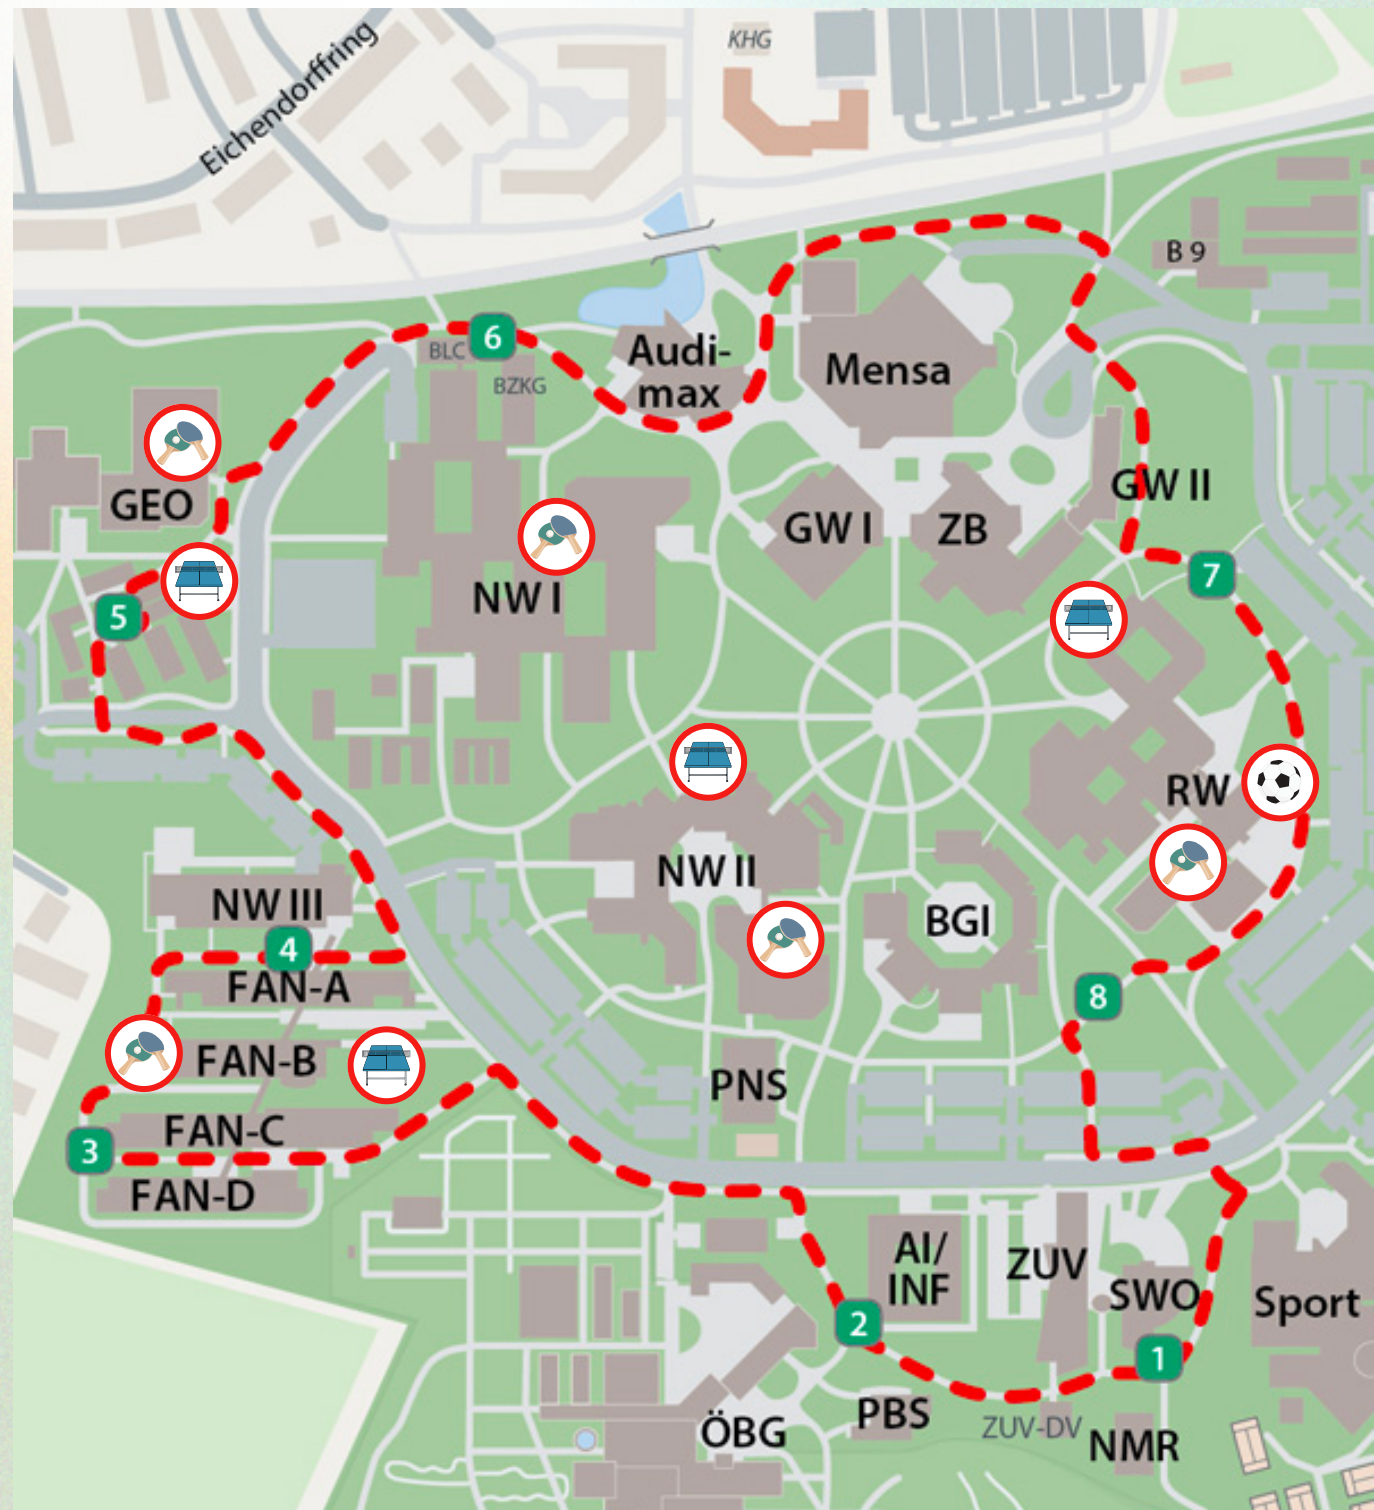 KHG
Eichendorffring
B 9
6
BLC
BZKG
Audi-
max
Mensa
GEO
GW II
GW I
ZB
NW I
7
5
RW
NW II
NW III
BGI
4
FAN-A
8
FAN-B
PNS
FAN-C
3
FAN-D
AI/
INF
ZUV
SWO
Sport
2
1
PBS
ZUV-DV
ÖBG
NMR